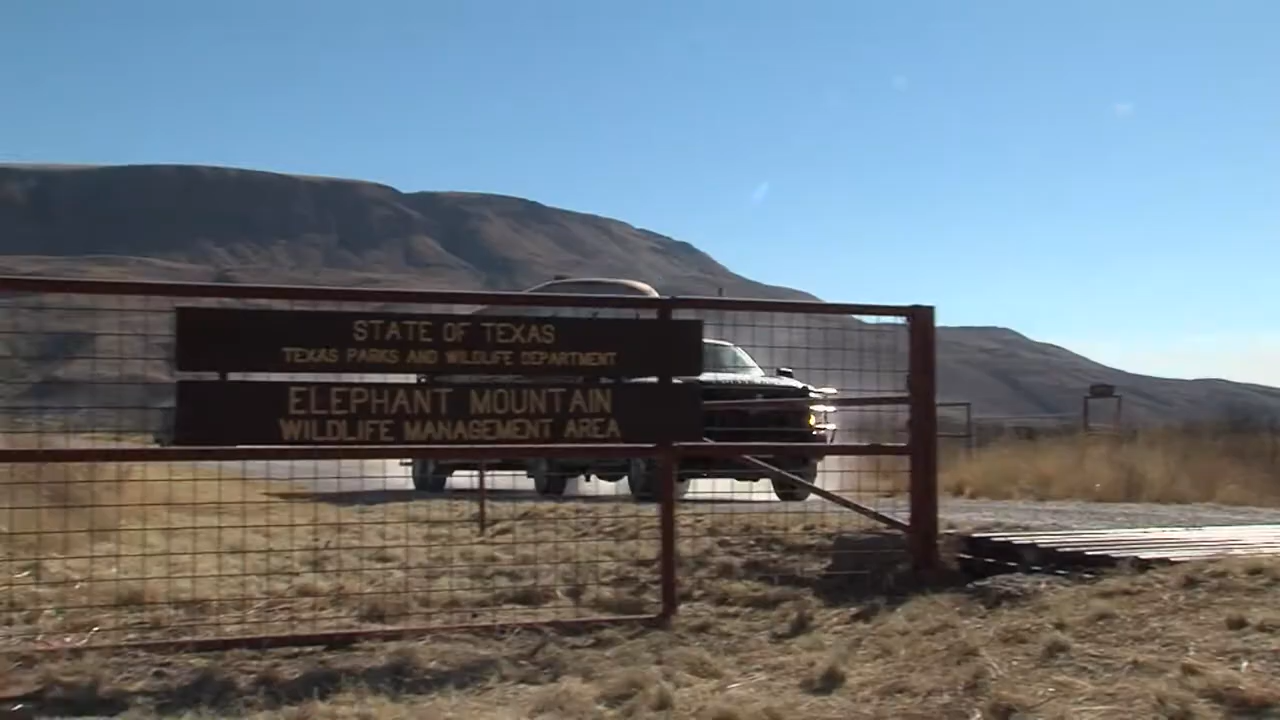 STATE OF TEXAS
TEXAS PARKS AND WILDLIFE DEPARTMENT
ELEPHANT MOUNTAIN
WILDLIFE MANAGEMENT AREA